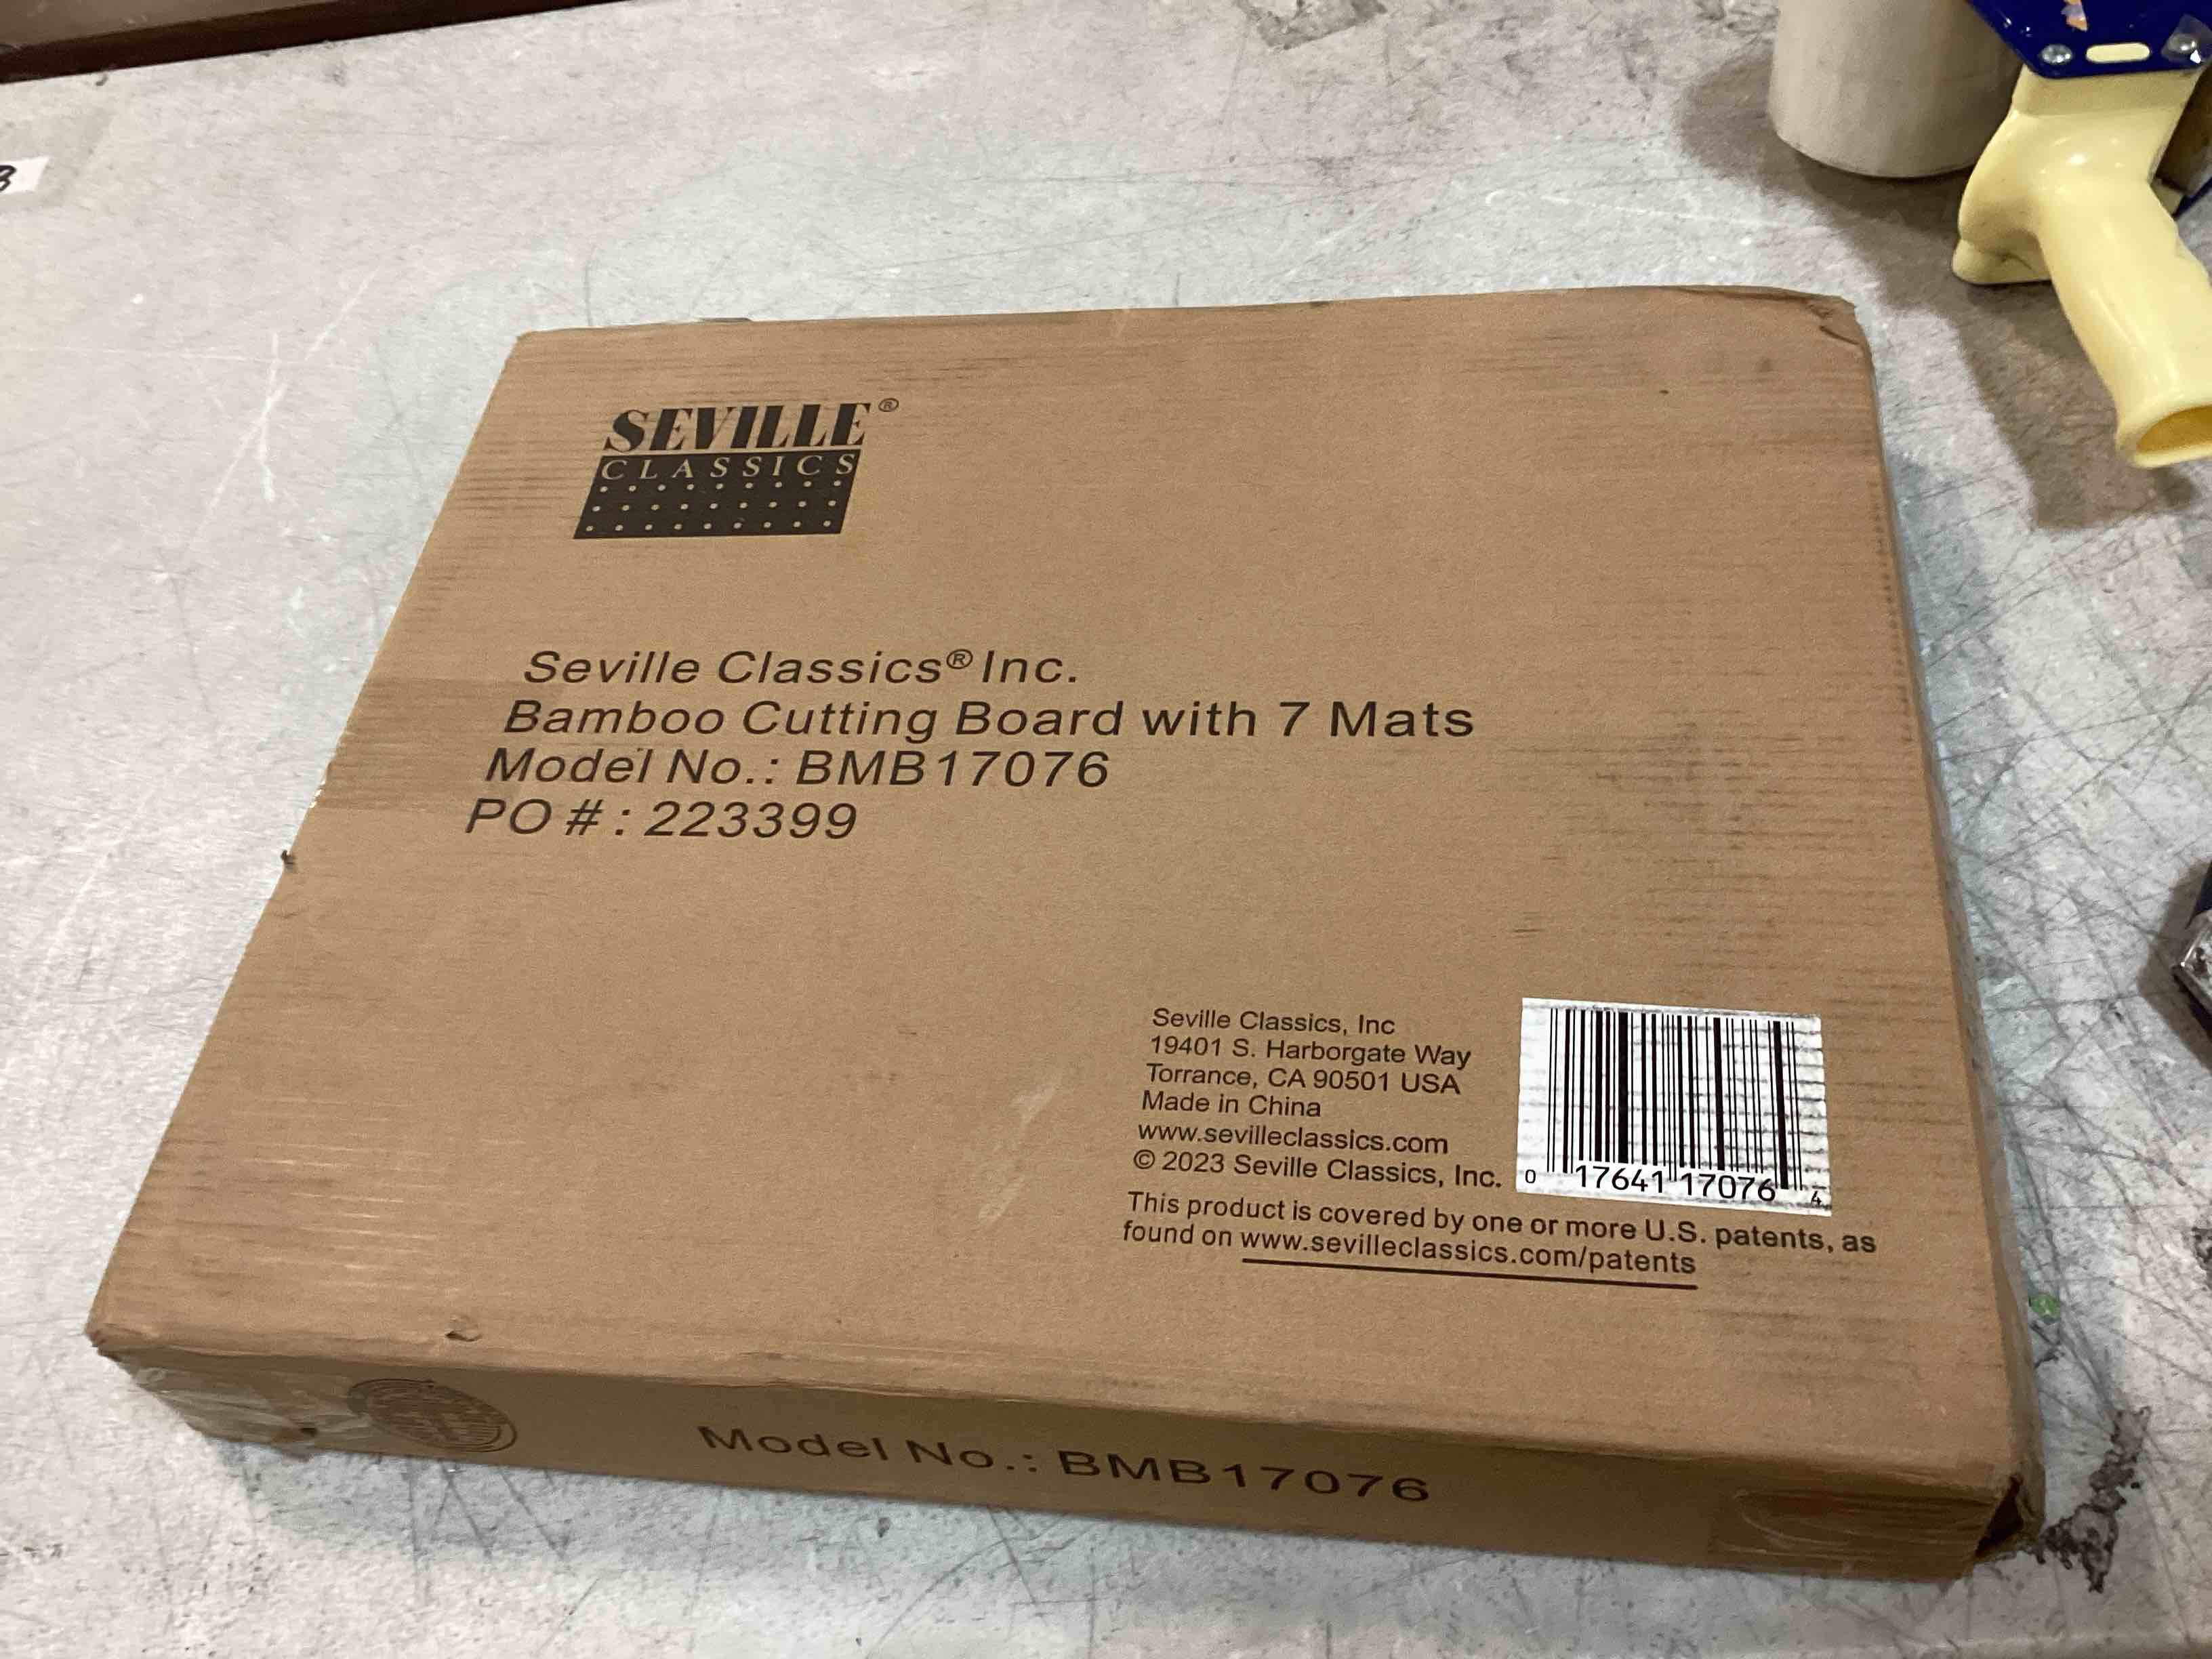 SEVILLE®
CLASSICS
Seville Classics® Inc.
Bamboo Cutting Board with 7 Mats
Model No.: BMB17076
PO #: 223399
Seville Classics, Inc
19401 S. Harborgate Way
Torrance, CA 90501 USA
Made in China
www.sevilleclassics.com
© 2023 Seville Classics, Inc.
0 17641 17076 4
This product is covered by one or more U.S. patents, as
found on www.sevilleclassics.com/patents
Model No.: BMB17076